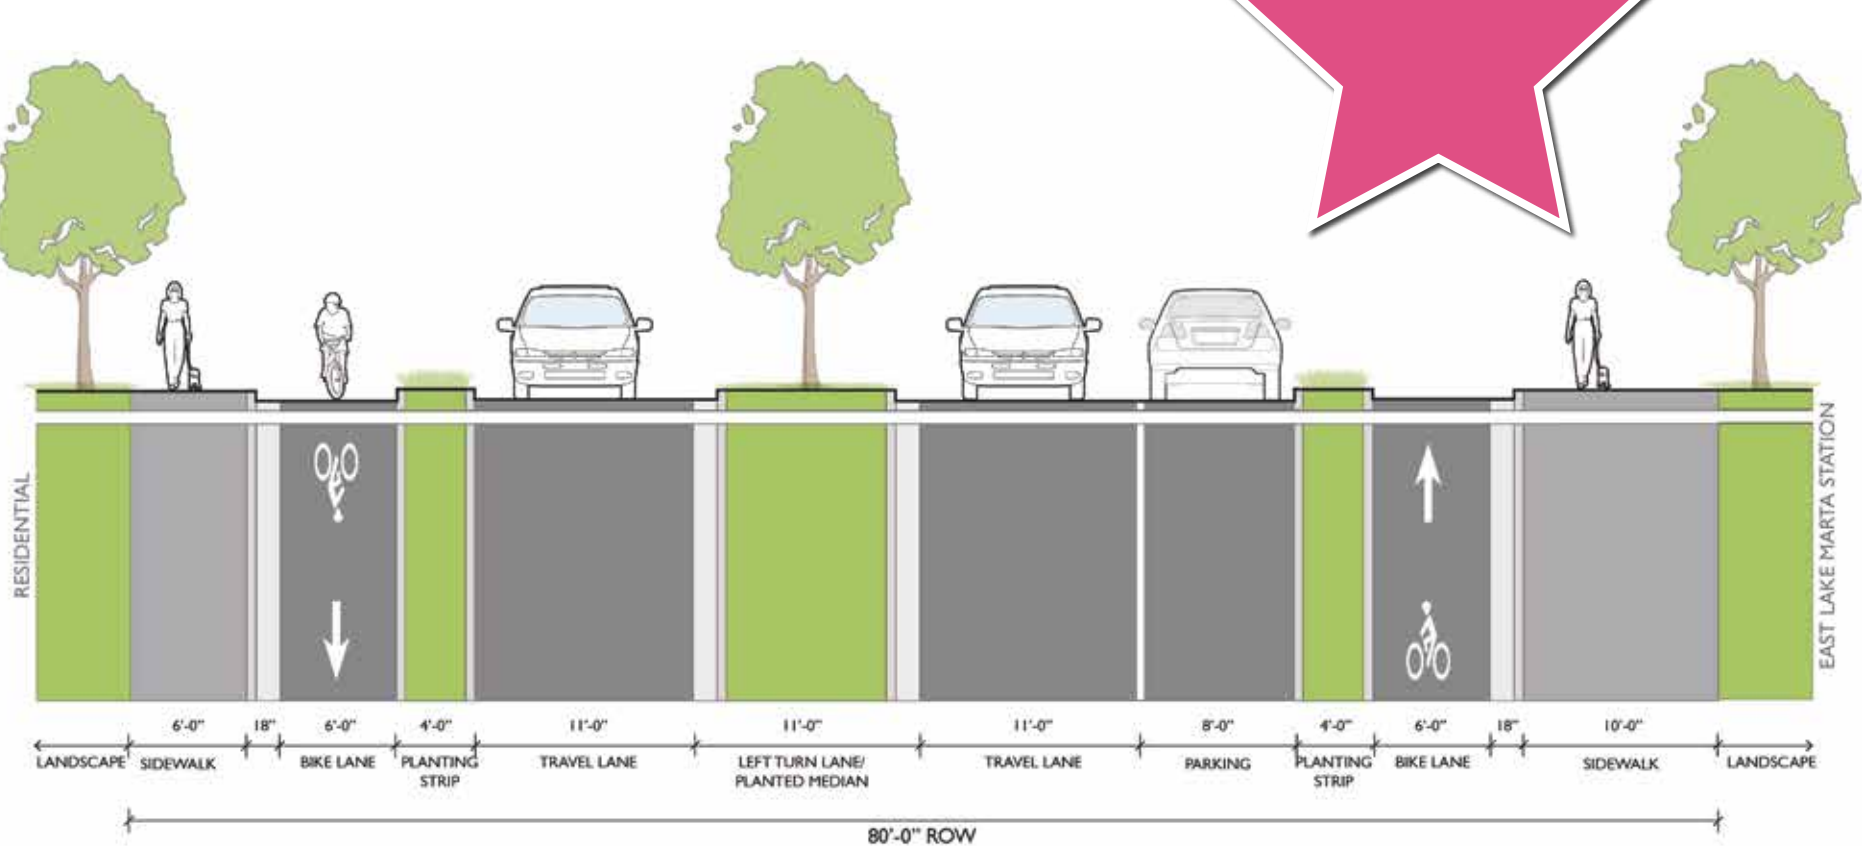 RESIDENTIAL
EAST LAKE MARTA STATION
6'-0" 18" 6'-0" 4'-0" 11'-0" 11'-0" 11'-0" 8'-0" 4'-0" 6'-0" 18" 10'-0"
LANDSCAPE SIDEWALK BIKE LANE PLANTING TRAVEL LANE LEFT TURN LANE/ TRAVEL LANE PARKING PLANTING BIKE LANE SIDEWALK LANDSCAPE
STRIP PLANTED MEDIAN STRIP
80'-0" ROW